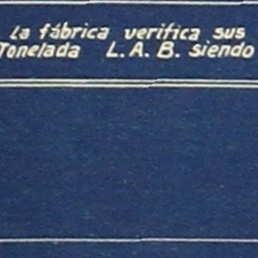 La fábrica verifica sus
Tonelada L.A.B. siendo